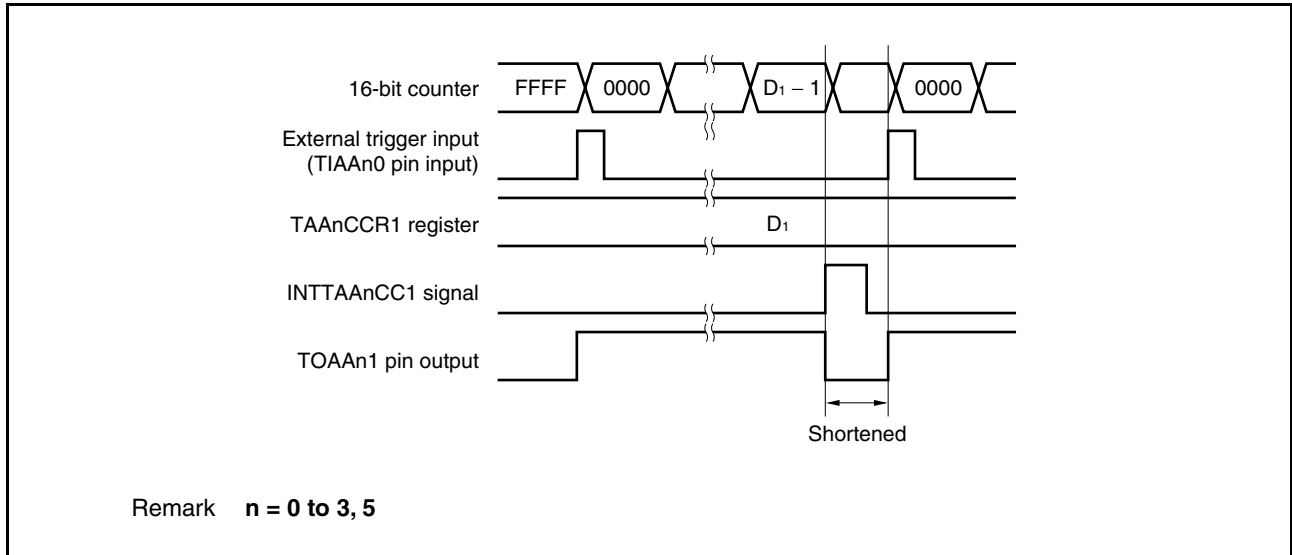 16-bit counter FFFF 0000 D₁ – 1 0000
External trigger input
(TIAAn0 pin input)
TAAnCCR1 register D₁
INTTAAnCC1 signal
TOAAn1 pin output
Shortened
Remark n = 0 to 3, 5